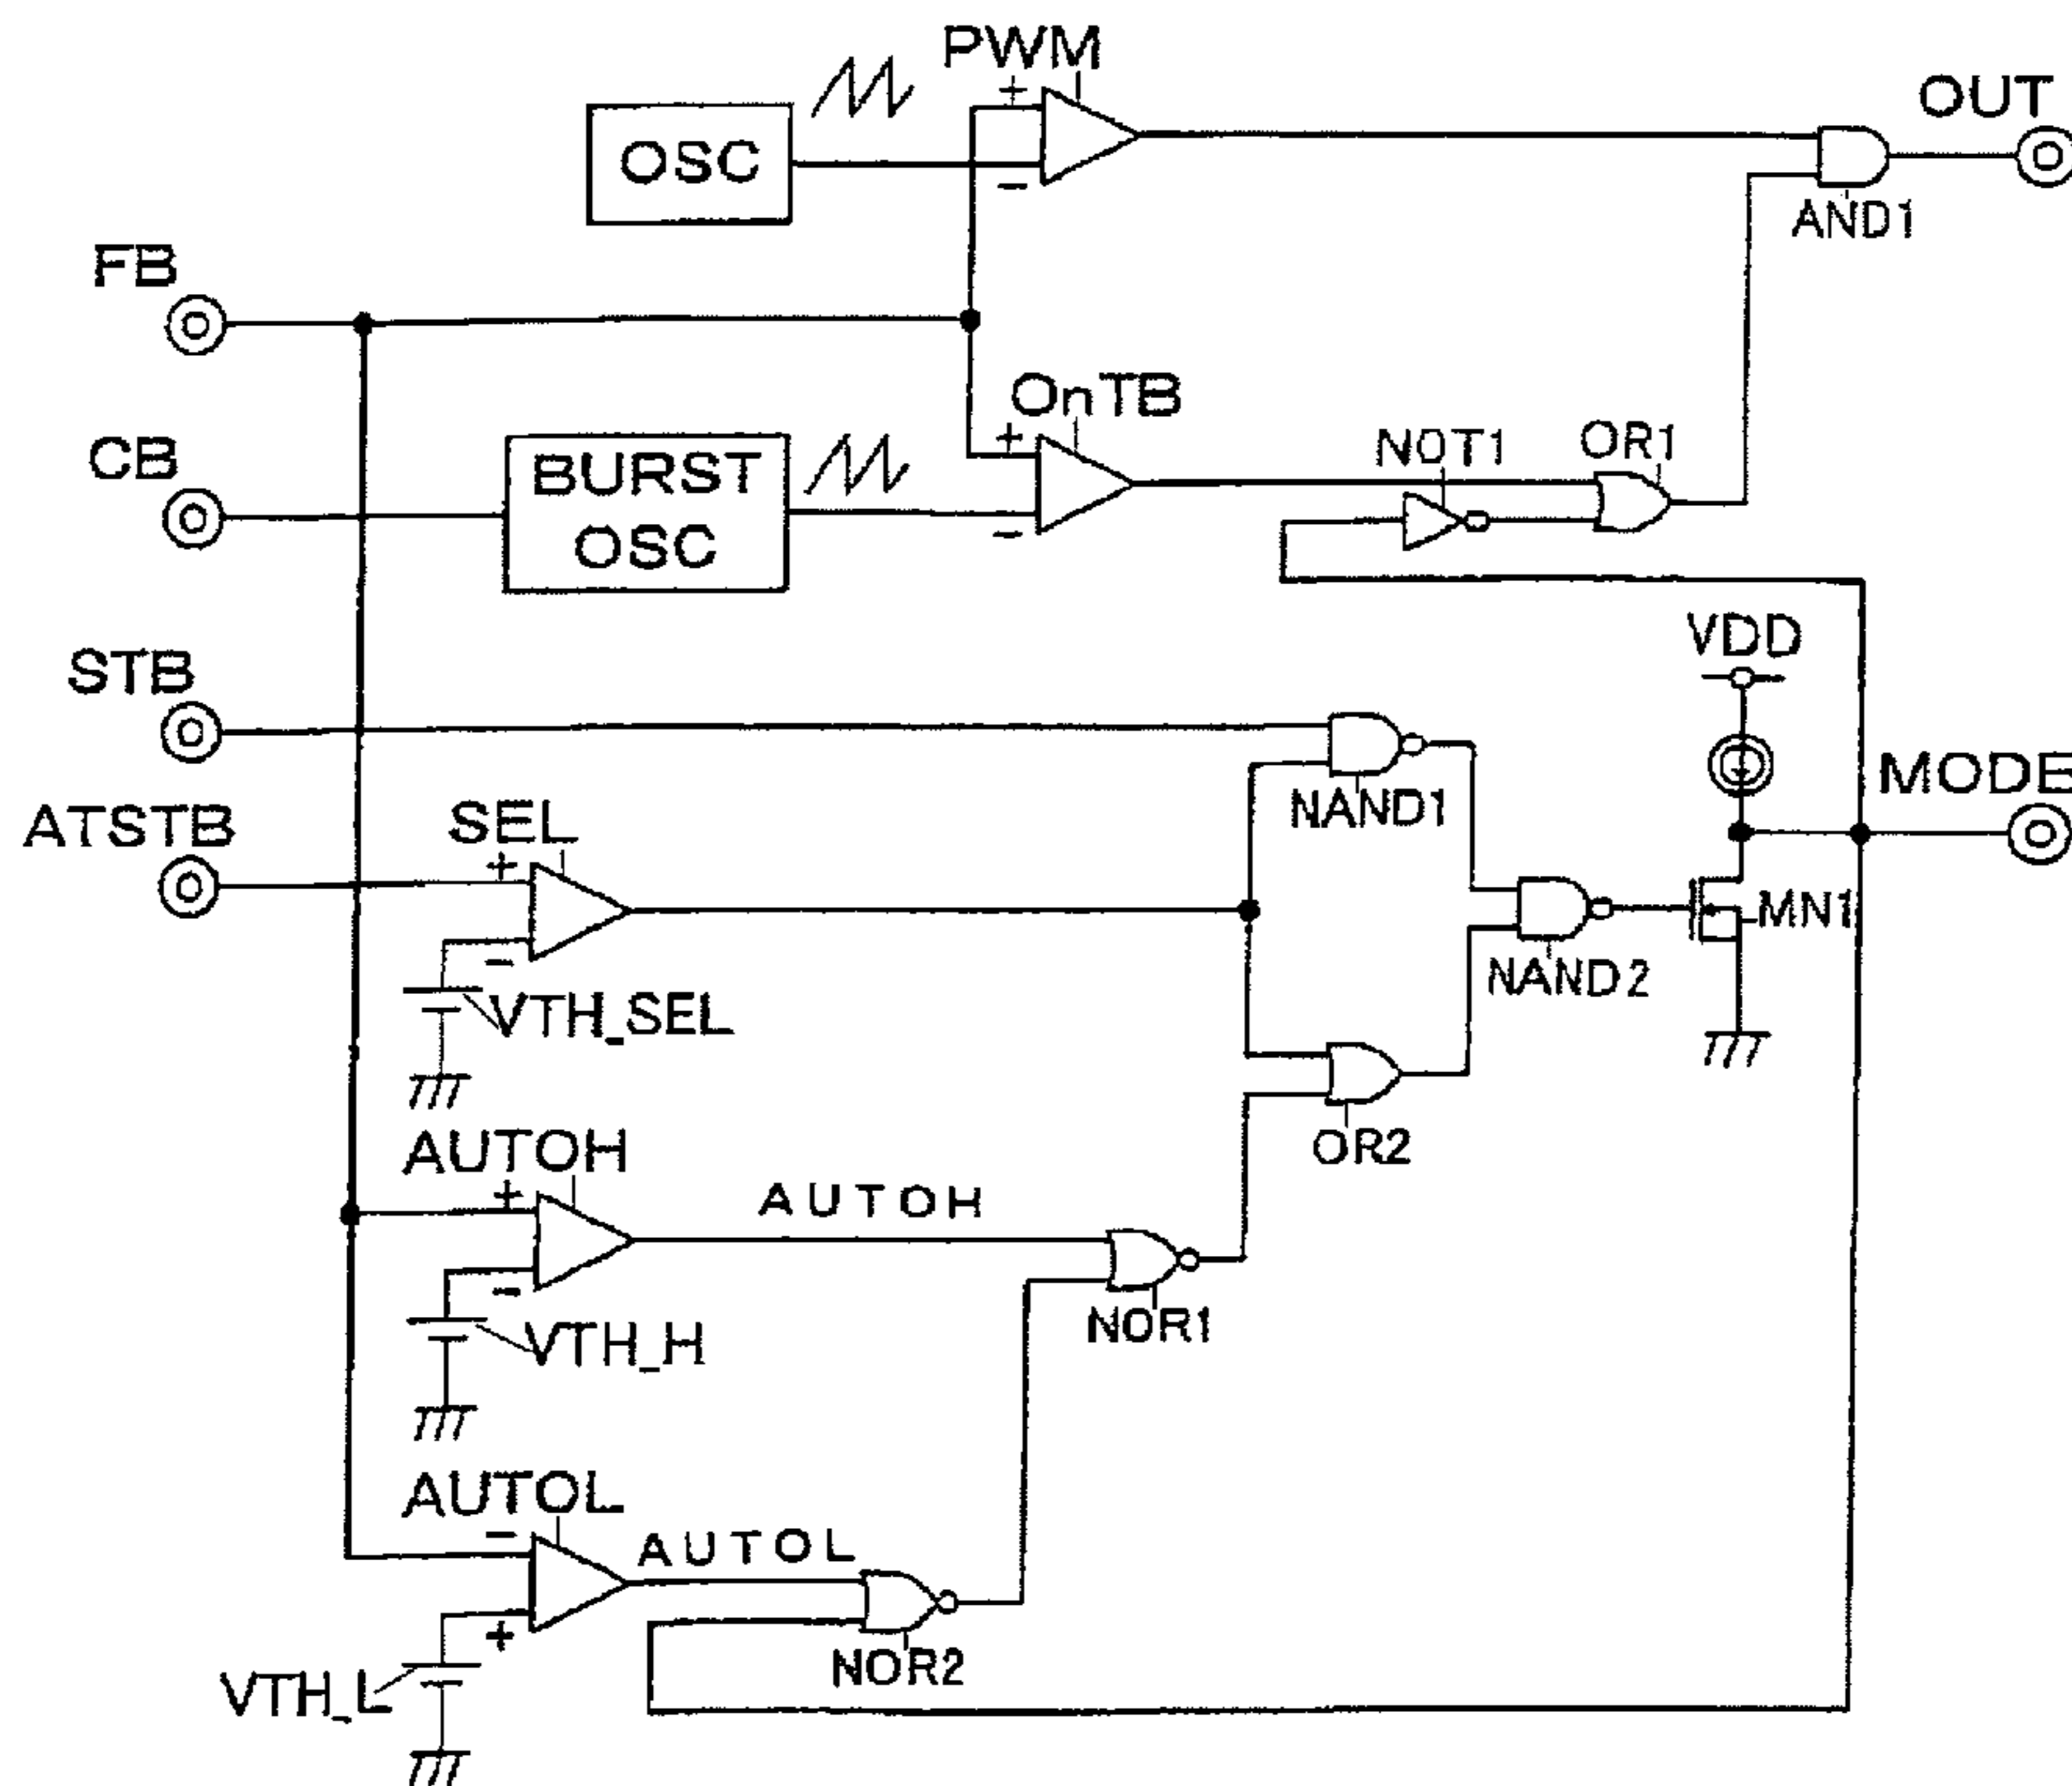 PWM
+
OSC
-
OUT
AND1
FB
OnTB
+
NOT1
OR1
CB
BURST
OSC
-
VDD
STB
MODE
NAND1
ATSTB
SEL
+
-
MN1
NAND2
VTH_SEL
AUTOH
+
AUTOH
OR2
-
VTH_H
NOR1
AUTOL
-
AUTOL
+
NOR2
VTH_L